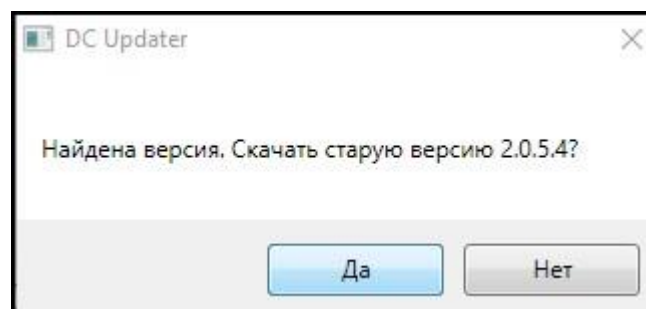 DC Updater
Найдена версия. Скачать старую версию 2.0.5.4?
Да
Нет